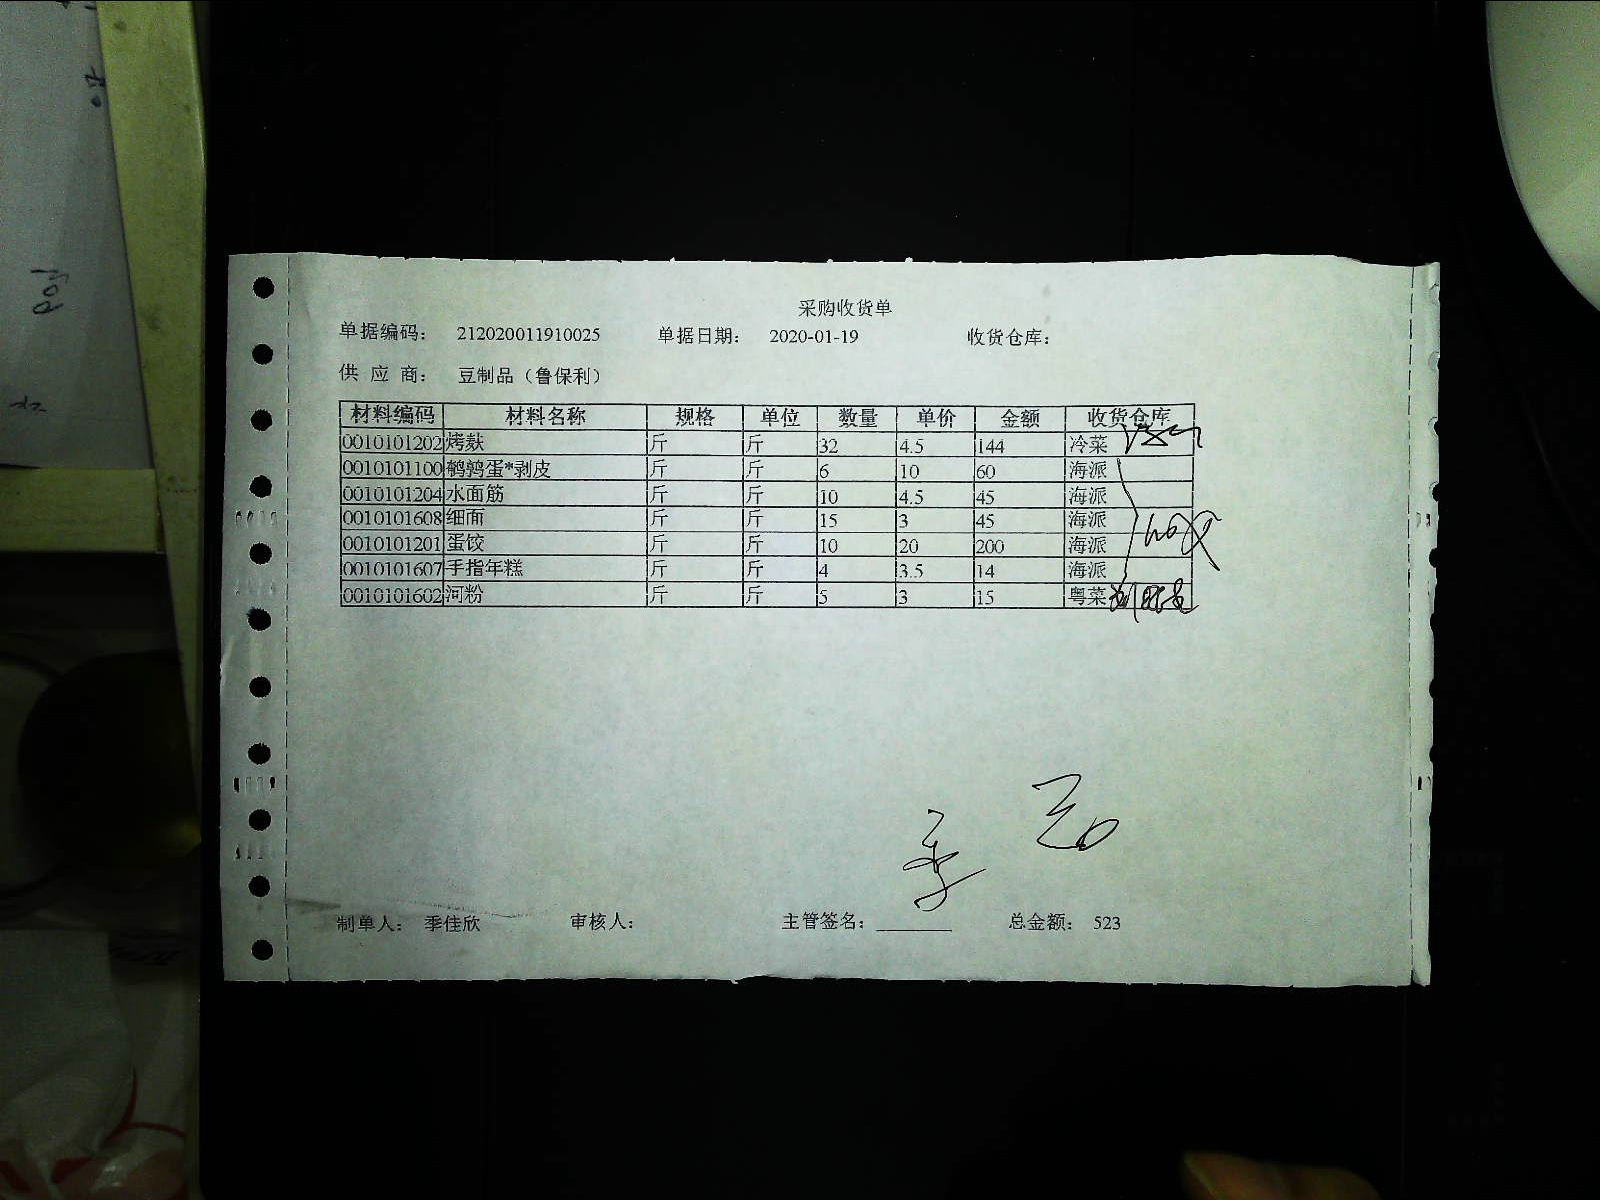 采购收货单
单据编码： 212020011910025 单据日期： 2020-01-19 收货仓库：
供 应 商： 豆制品（鲁保利）
材料编码 材料名称 规格 单位 数量 单价 金额 收货仓库
0010101202 烤麸 斤 斤 32 4.5 144 冷菜
0010101100 鹌鹑蛋*剥皮 斤 斤 6 10 60 海派
0010101204 水面筋 斤 斤 10 4.5 45 海派
0010101608 细面 斤 斤 15 3 45 海派
0010101201 蛋饺 斤 斤 10 20 200 海派
0010101607 手指年糕 斤 斤 4 3.5 14 海派
0010101602 河粉 斤 斤 5 3 15 粤菜
制单人： 季佳欣 审核人： 主管签名：________ 总金额： 523